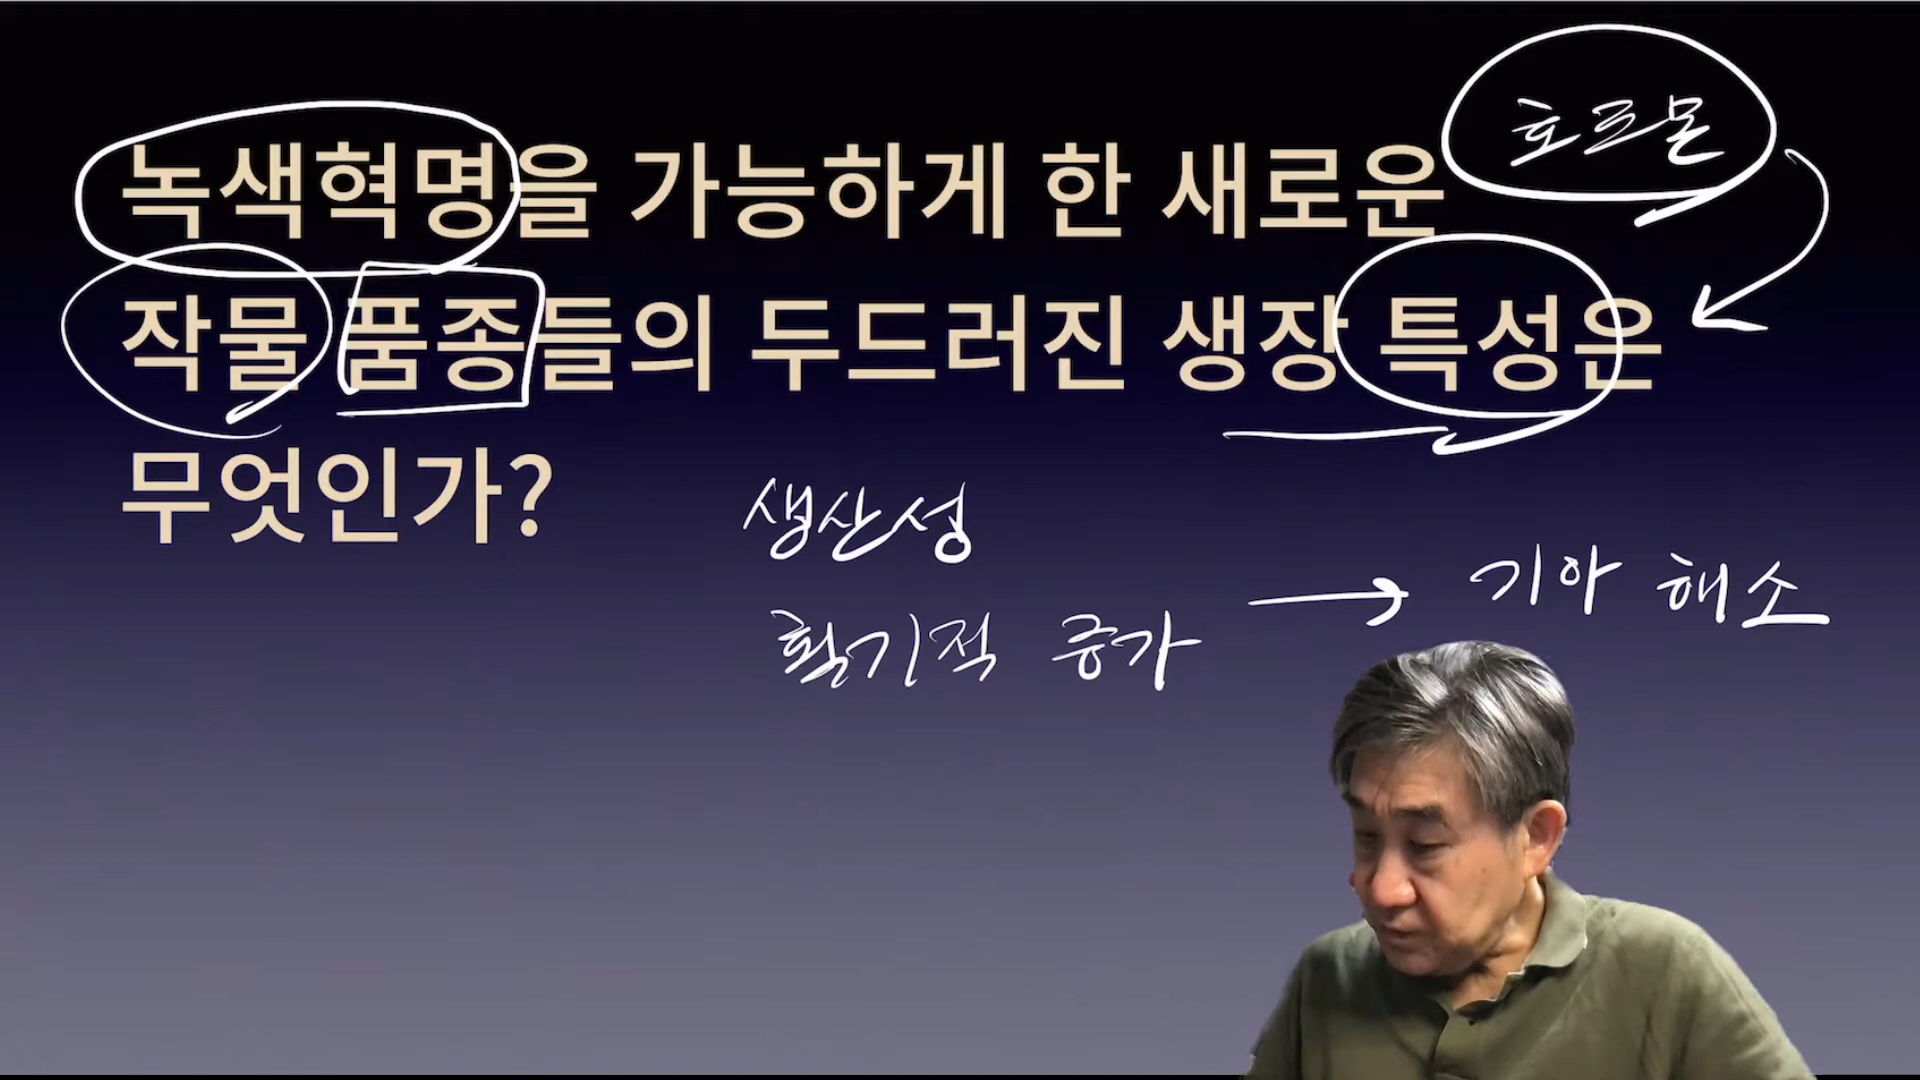 호르몬
녹색혁명을 가능하게 한 새로운
작물 품종들의 두드러진 생장 특성은
무엇인가?
생산성
획기적 증가 → 기아 해소